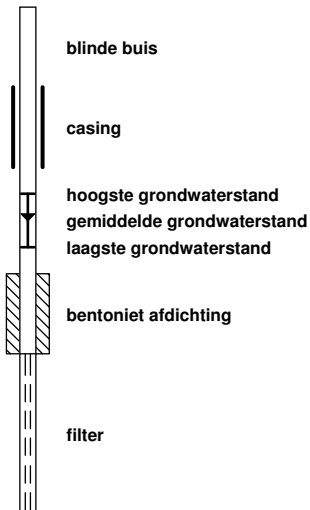 blinde buis
casing
hoogste grondwaterstand
gemiddelde grondwaterstand
laagste grondwaterstand
bentoniet afdichting
filter